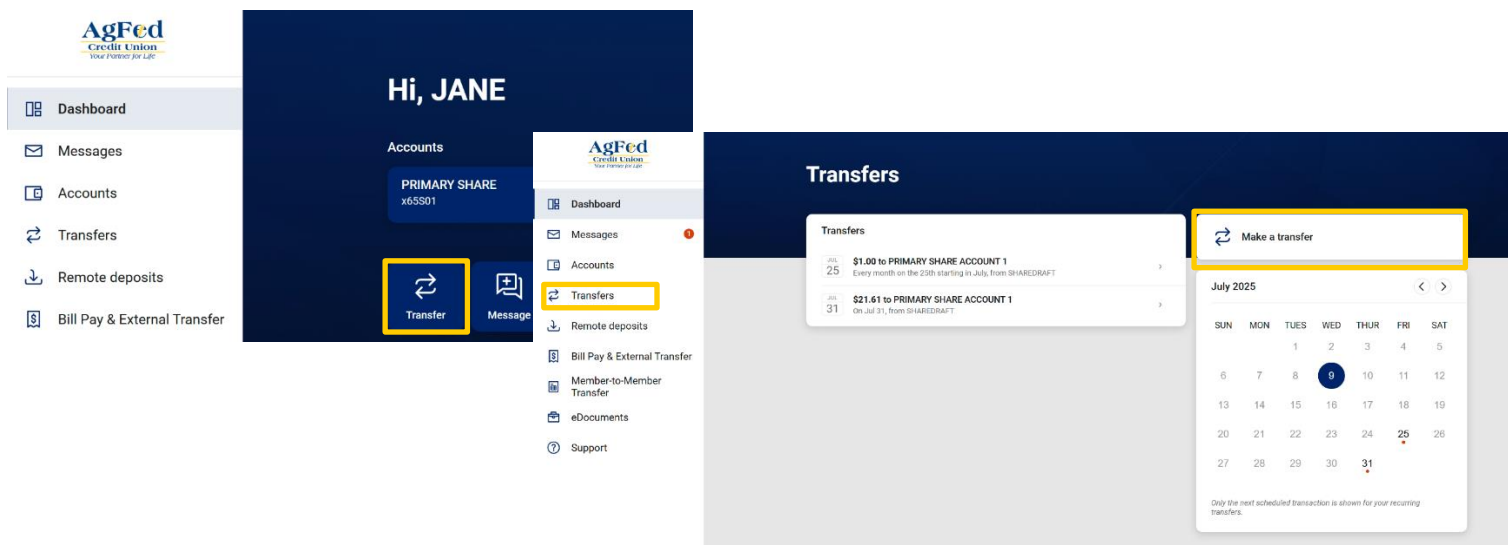 AgFed
Credit Union
Your Partner for Life
Dashboard
Messages
Accounts
Transfers
Remote deposits
Bill Pay & External Transfer
Hi, JANE
Accounts
PRIMARY SHARE
x65S01
Transfer
Message
AgFed
Credit Union
Your Partner for Life
Dashboard
Messages 1
Accounts
Transfers
Remote deposits
Bill Pay & External Transfer
Member-to-Member
Transfer
eDocuments
Support
Transfers
Transfers
JUL
25
$1.00 to PRIMARY SHARE ACCOUNT 1
Every month on the 25th starting in July, from SHAREDRAFT
JUL
31
$21.61 to PRIMARY SHARE ACCOUNT 1
On Jul 31, from SHAREDRAFT
Make a transfer
July 2025
SUN MON TUES WED THUR FRI SAT
1 2 3 4 5
6 7 8 9 10 11 12
13 14 15 16 17 18 19
20 21 22 23 24 25 26
27 28 29 30 31
Only the next scheduled transaction is shown for your recurring
transfers.